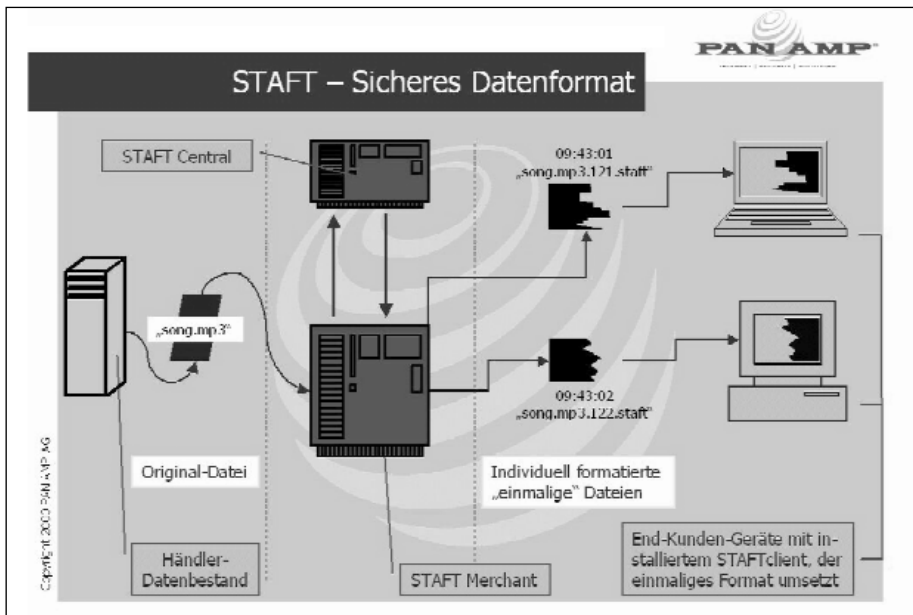 PAN AMP
STAFT – Sicheres Datenformat
STAFT Central
09:43:01
„song.mp3.121.staft“
„song.mp3“
09:43:02
„song.mp3.122.staft“
Original-Datei
Individuell formatierte
„einmalige“ Dateien
Händler-
Datenbestand
STAFT Merchant
End-Kunden-Geräte mit in-
stalliertem STAFTclient, der
einmaliges Format umsetzt
Copyright 2000 PAN AMP AG